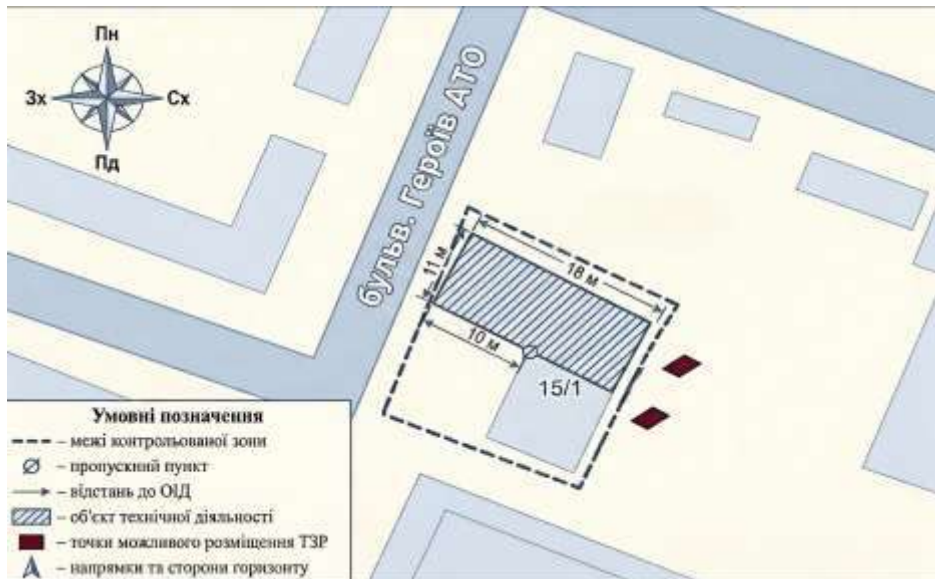 Пн
Зх
Сх
Пд
бульв. Героїв АТО
11 м
18 м
10 м
15/1
Умовні позначення
– межі контрольованої зони
– пропускний пункт
– відстань до ОІД
– об'єкт технічної діяльності
– точки можливого розміщення ТЗР
– напрямки та сторони горизонту